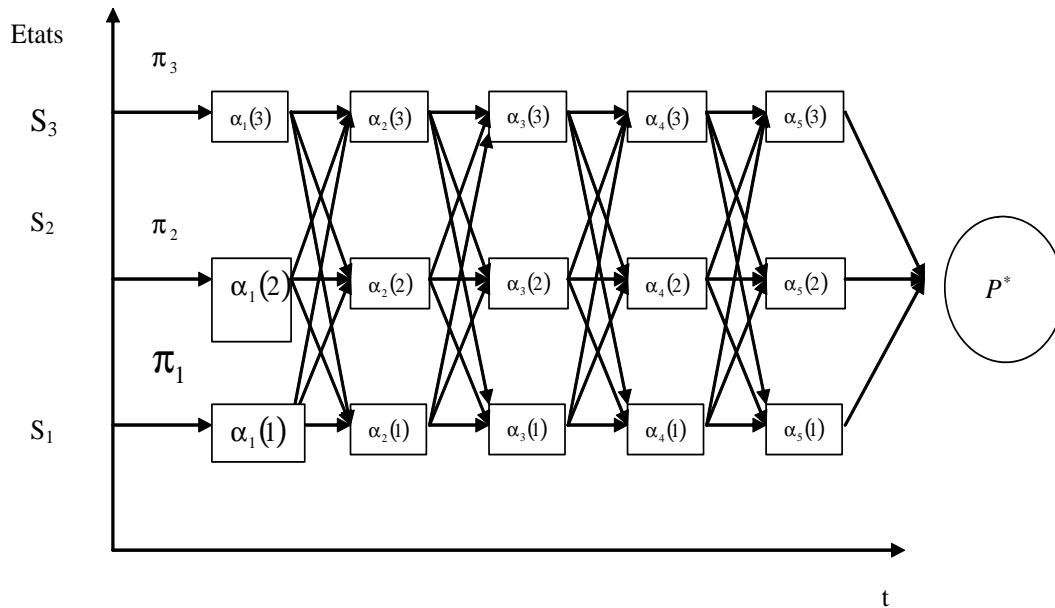 Etats
π₃
S₃
α₁(3) α₂(3) α₃(3) α₄(3) α₅(3)
S₂
π₂
α₁(2) α₂(2) α₃(2) α₄(2) α₅(2)
P*
π₁
S₁
α₁(1) α₂(1) α₃(1) α₄(1) α₅(1)
t